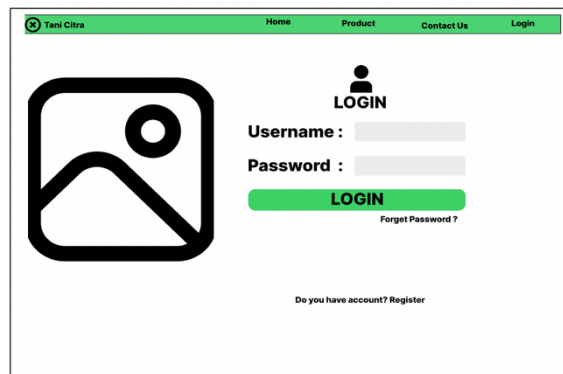 Tani Citra Home Product Contact Us Login
LOGIN
Username :
Password :
LOGIN
Forget Password ?
Do you have account? Register